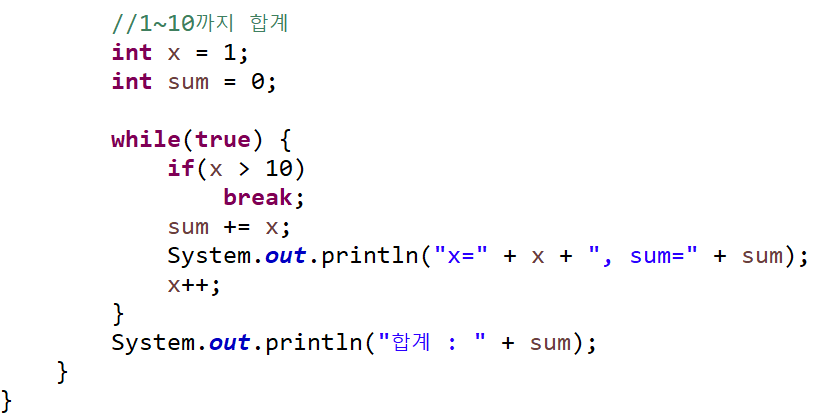 //1~10까지 합계
int x = 1;
int sum = 0;
while(true) {
if(x > 10)
break;
sum += x;
System.out.println("x=" + x + ", sum=" + sum);
x++;
}
System.out.println("합계 : " + sum);
}
}